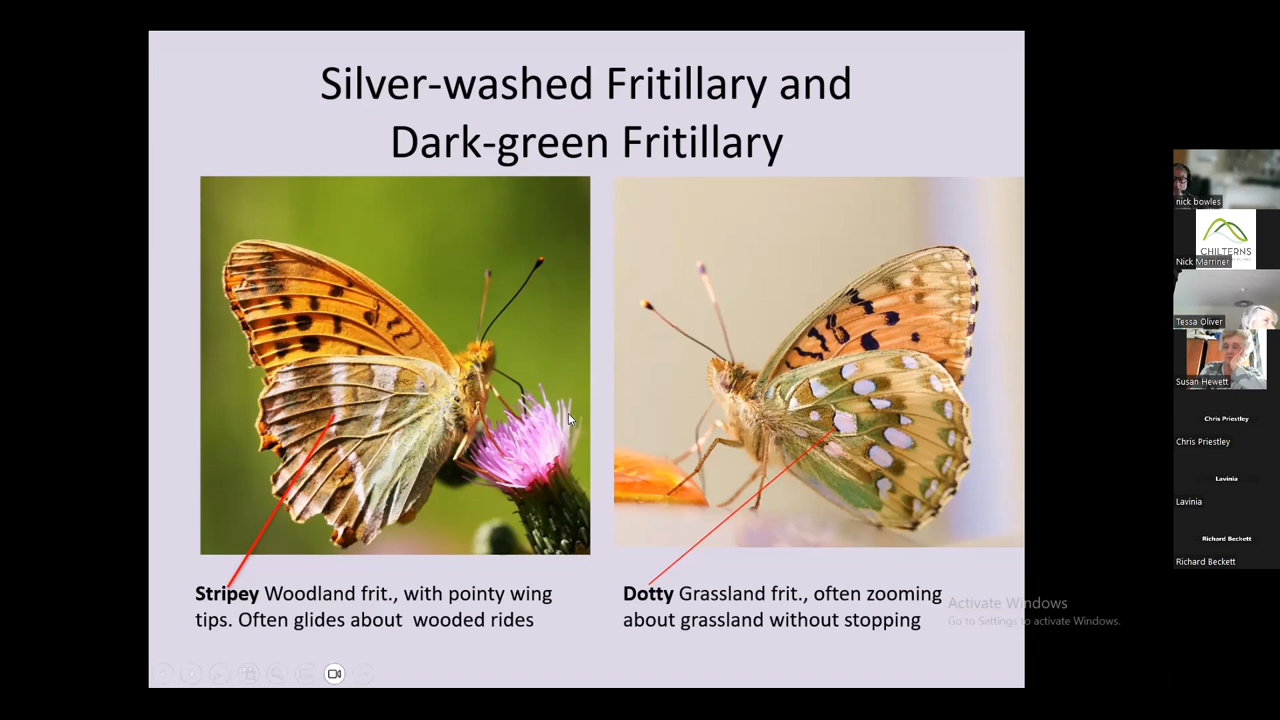 Silver-washed Fritillary and
Dark-green Fritillary
Stripey Woodland frit., with pointy wing
tips. Often glides about wooded rides
Dotty Grassland frit., often zooming
about grassland without stopping
Activate Windows
Go to Settings to activate Windows.
nick bowles
CHILTERNS
Nick Marriner
Tessa Oliver
Susan Hewett
Chris Priestley
Chris Priestley
Lavinia
Lavinia
Richard Beckett
Richard Beckett